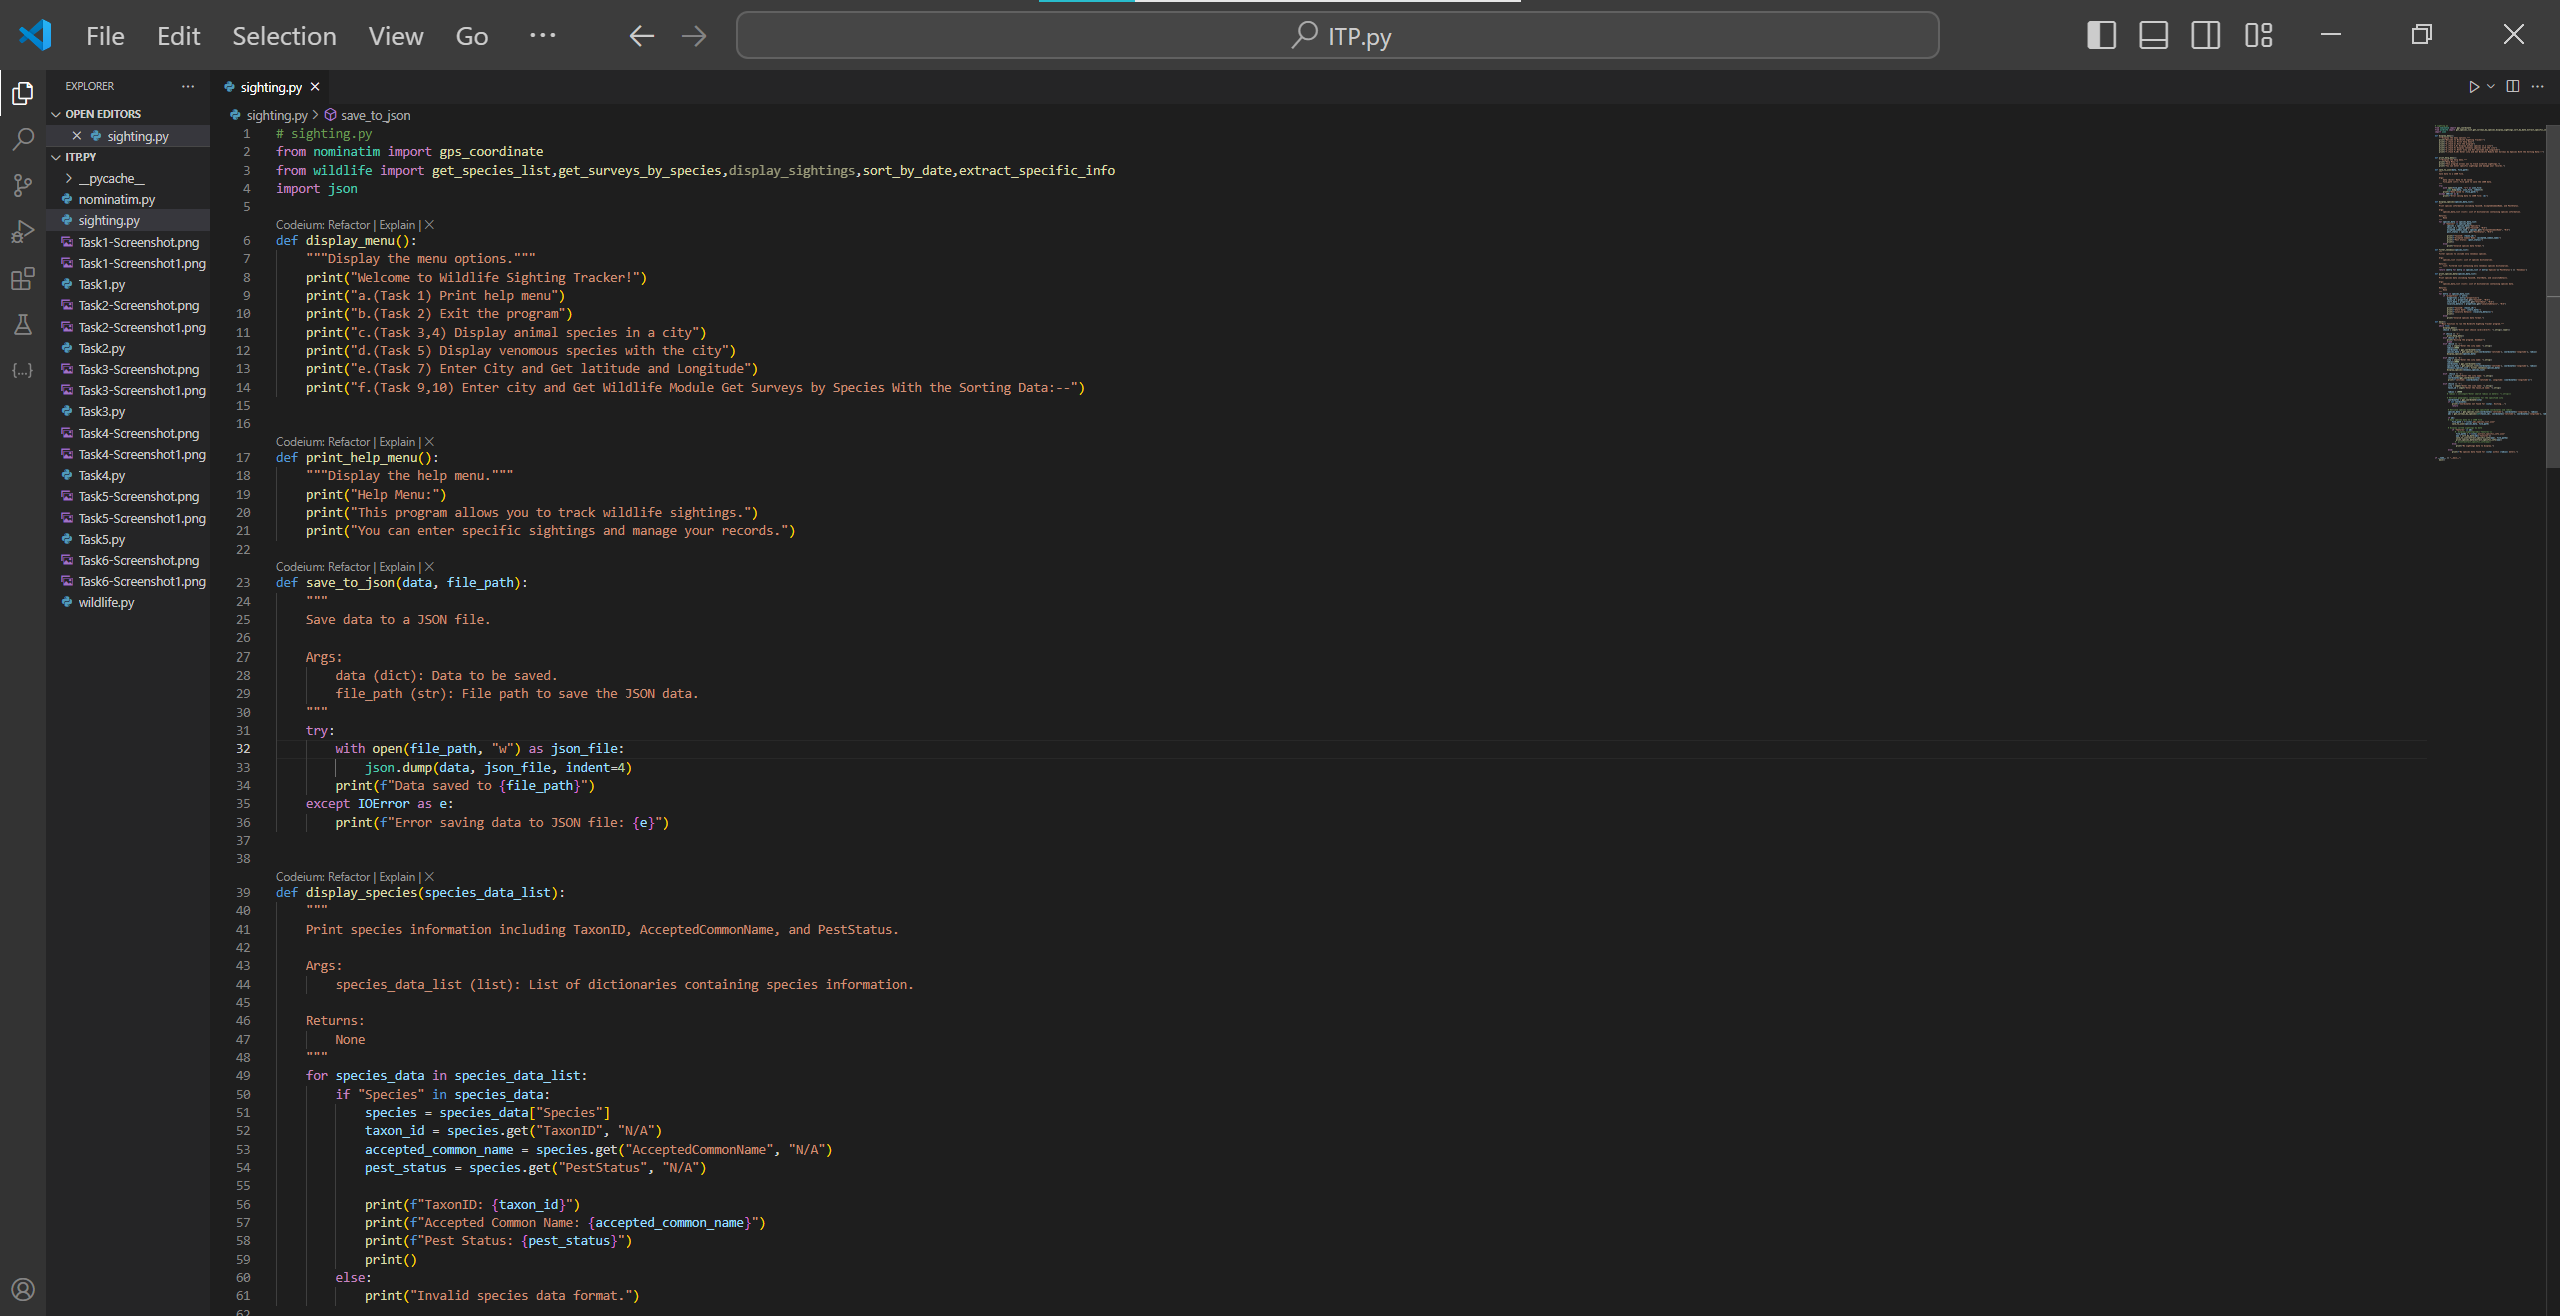 File Edit Selection View Go ··· ITP.py
EXPLORER ···
OPEN EDITORS
sighting.py
ITP.PY
__pycache__
nominatim.py
sighting.py
Task1-Screenshot.png
Task1-Screenshot1.png
Task1.py
Task2-Screenshot.png
Task2-Screenshot1.png
Task2.py
Task3-Screenshot.png
Task3-Screenshot1.png
Task3.py
Task4-Screenshot.png
Task4-Screenshot1.png
Task4.py
Task5-Screenshot.png
Task5-Screenshot1.png
Task5.py
Task6-Screenshot.png
Task6-Screenshot1.png
wildlife.py
sighting.py
sighting.py > save_to_json
1 # sighting.py
2 from nominatim import gps_coordinate
3 from wildlife import get_species_list,get_surveys_by_species,display_sightings,sort_by_date,extract_specific_info
4 import json
5
Codeium: Refactor | Explain | X
6 def display_menu():
7     """Display the menu options."""
8     print("Welcome to Wildlife Sighting Tracker!")
9     print("a.(Task 1) Print help menu")
10     print("b.(Task 2) Exit the program")
11     print("c.(Task 3,4) Display animal species in a city")
12     print("d.(Task 5) Display venomous species with the city")
13     print("e.(Task 7) Enter City and Get latitude and Longitude")
14     print("f.(Task 9,10) Enter city and Get Wildlife Module Get Surveys by Species With the Sorting Data:--")
15
16
Codeium: Refactor | Explain | X
17 def print_help_menu():
18     """Display the help menu."""
19     print("Help Menu:")
20     print("This program allows you to track wildlife sightings.")
21     print("You can enter specific sightings and manage your records.")
22
Codeium: Refactor | Explain | X
23 def save_to_json(data, file_path):
24     """
25     Save data to a JSON file.
26
27     Args:
28         data (dict): Data to be saved.
29         file_path (str): File path to save the JSON data.
30     """
31     try:
32         with open(file_path, "w") as json_file:
33             json.dump(data, json_file, indent=4)
34         print(f"Data saved to {file_path}")
35     except IOError as e:
36         print(f"Error saving data to JSON file: {e}")
37
38
Codeium: Refactor | Explain | X
39 def display_species(species_data_list):
40     """
41     Print species information including TaxonID, AcceptedCommonName, and PestStatus.
42
43     Args:
44         species_data_list (list): List of dictionaries containing species information.
45
46     Returns:
47         None
48     """
49     for species_data in species_data_list:
50         if "Species" in species_data:
51             species = species_data["Species"]
52             taxon_id = species.get("TaxonID", "N/A")
53             accepted_common_name = species.get("AcceptedCommonName", "N/A")
54             pest_status = species.get("PestStatus", "N/A")
55
56             print(f"TaxonID: {taxon_id}")
57             print(f"Accepted Common Name: {accepted_common_name}")
58             print(f"Pest Status: {pest_status}")
59             print()
60         else:
61             print("Invalid species data format.")
62